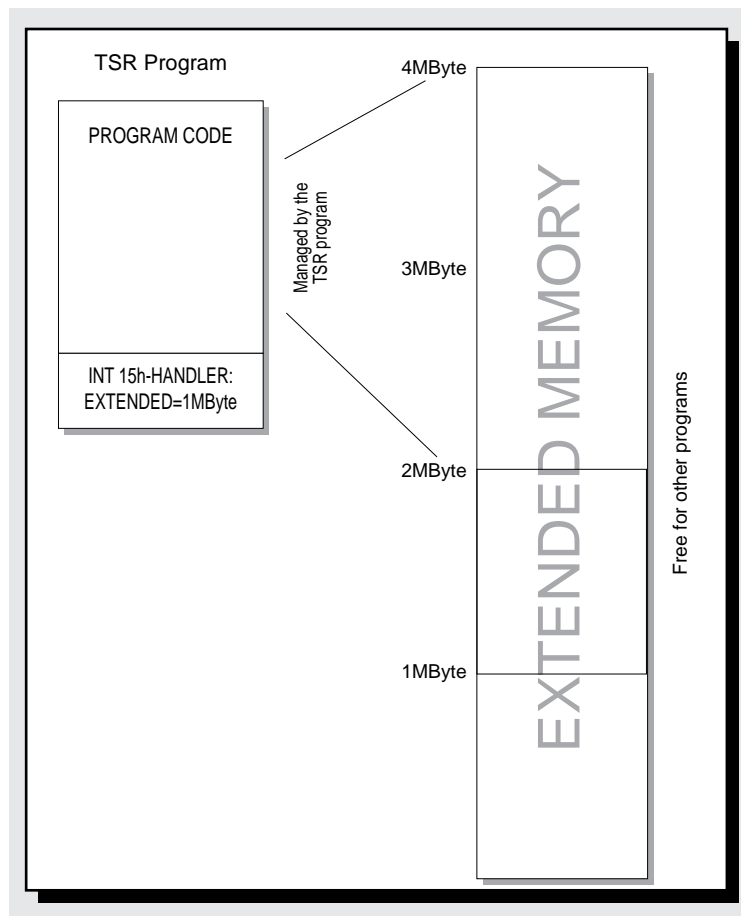 TSR Program
PROGRAM CODE
INT 15h-HANDLER:
EXTENDED=1MByte
Managed by the
TSR program
4MByte
3MByte
2MByte
1MByte
EXTENDED MEMORY
Free for other programs